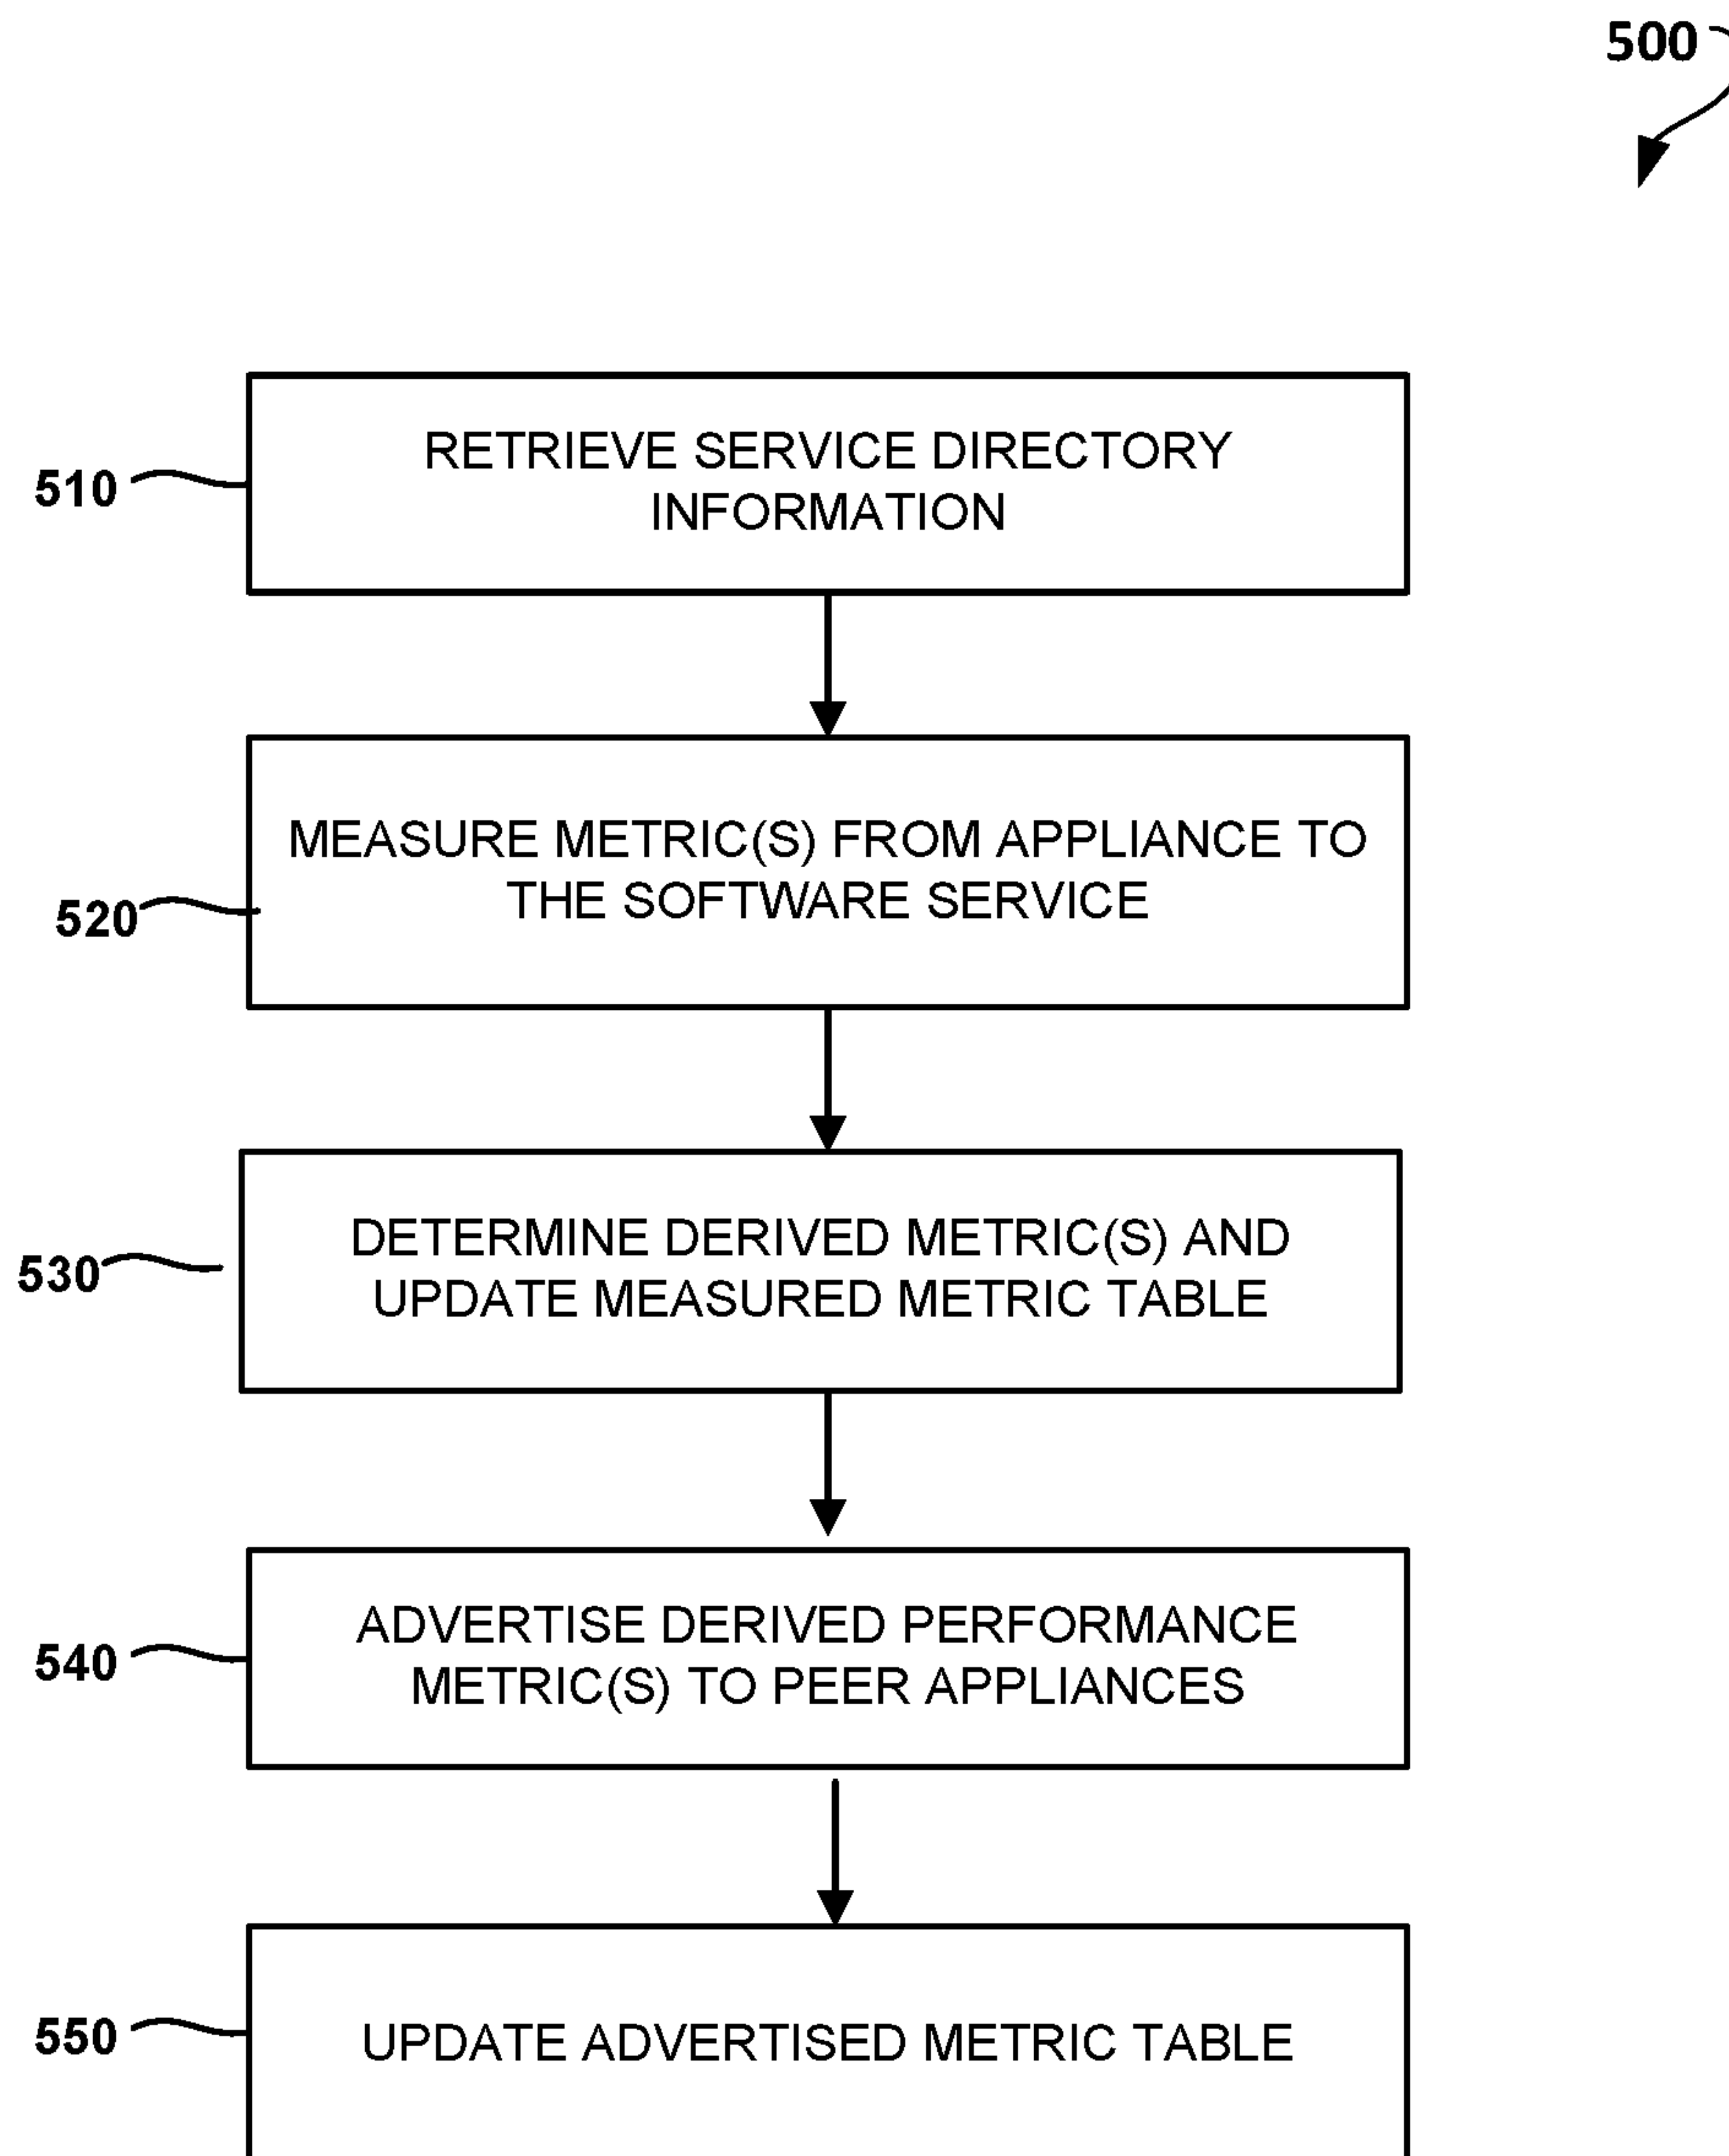 500
510
RETRIEVE SERVICE DIRECTORY
INFORMATION
520
MEASURE METRIC(S) FROM APPLIANCE TO
THE SOFTWARE SERVICE
530
DETERMINE DERIVED METRIC(S) AND
UPDATE MEASURED METRIC TABLE
540
ADVERTISE DERIVED PERFORMANCE
METRIC(S) TO PEER APPLIANCES
550
UPDATE ADVERTISED METRIC TABLE